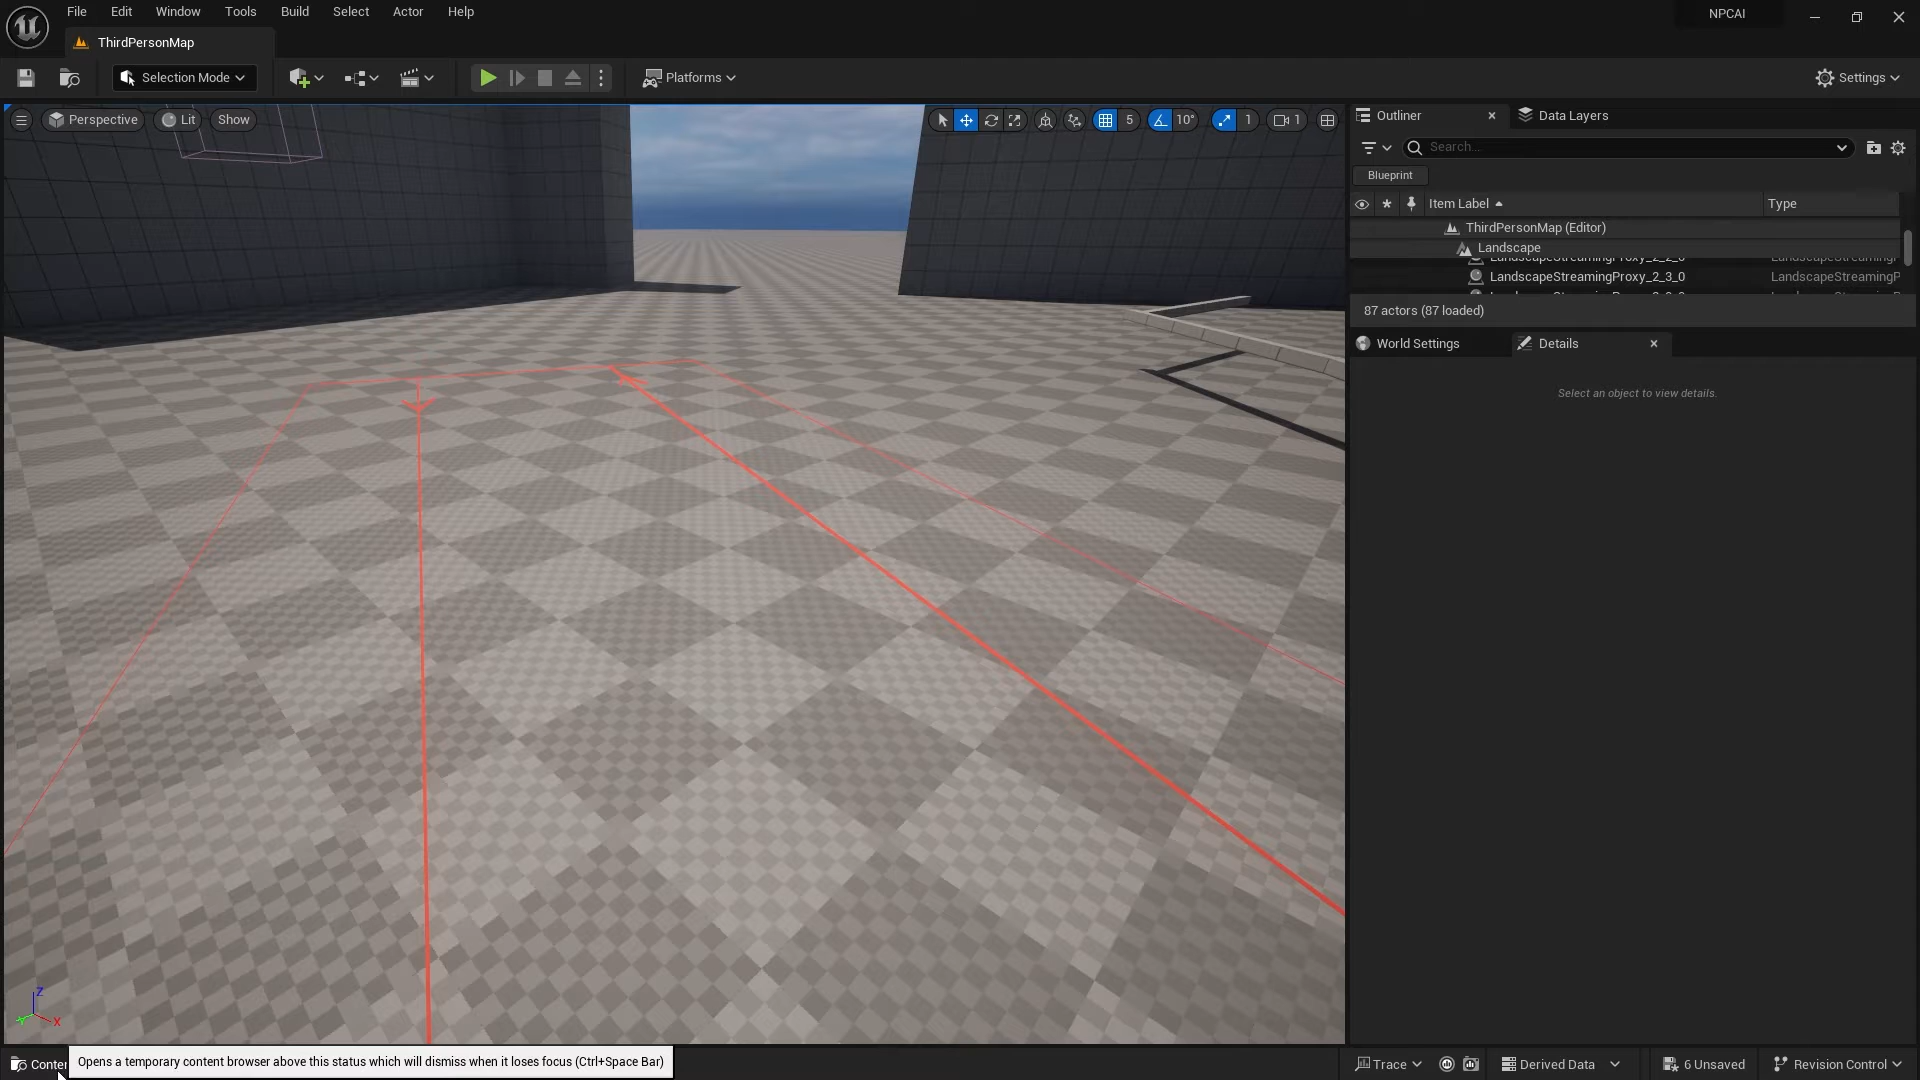 File Edit Window Tools Build Select Actor Help
NPCAI
ThirdPersonMap
Selection Mode
Platforms
Settings
Perspective Lit Show
5 10° 1 1
Outliner
Data Layers
Search...
Blueprint
Item Label Type
ThirdPersonMap (Editor)
Landscape
LandscapeStreamingProxy_2_2_0
LandscapeStreamingProxy_2_3_0 LandscapeStreamingP
87 actors (87 loaded)
World Settings Details
Select an object to view details.
Z
Y X
Conte
Opens a temporary content browser above this status which will dismiss when it loses focus (Ctrl+Space Bar)
Trace Derived Data 6 Unsaved Revision Control